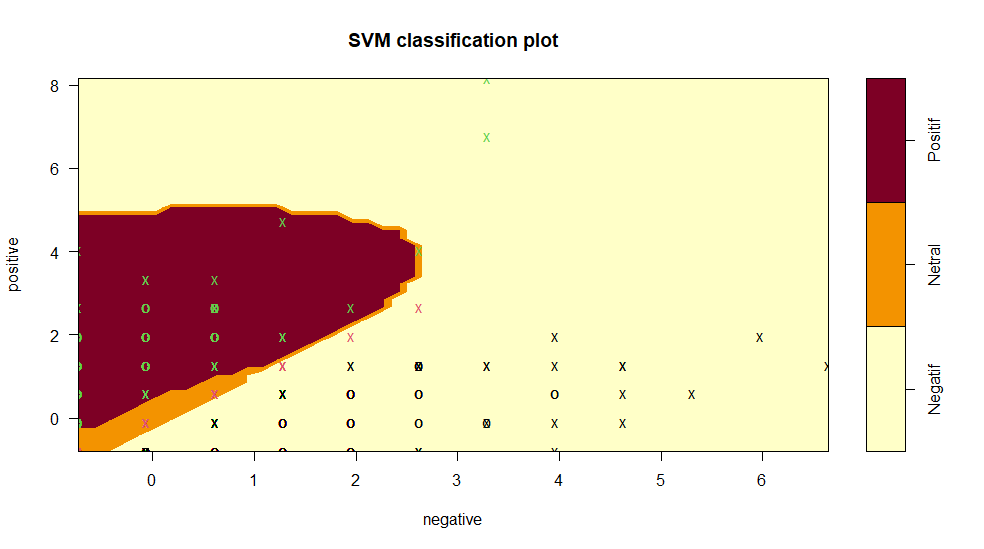 SVM classification plot
positive
8
6
4
2
0
0 1 2 3 4 5 6
negative
Positif
Netral
Negatif